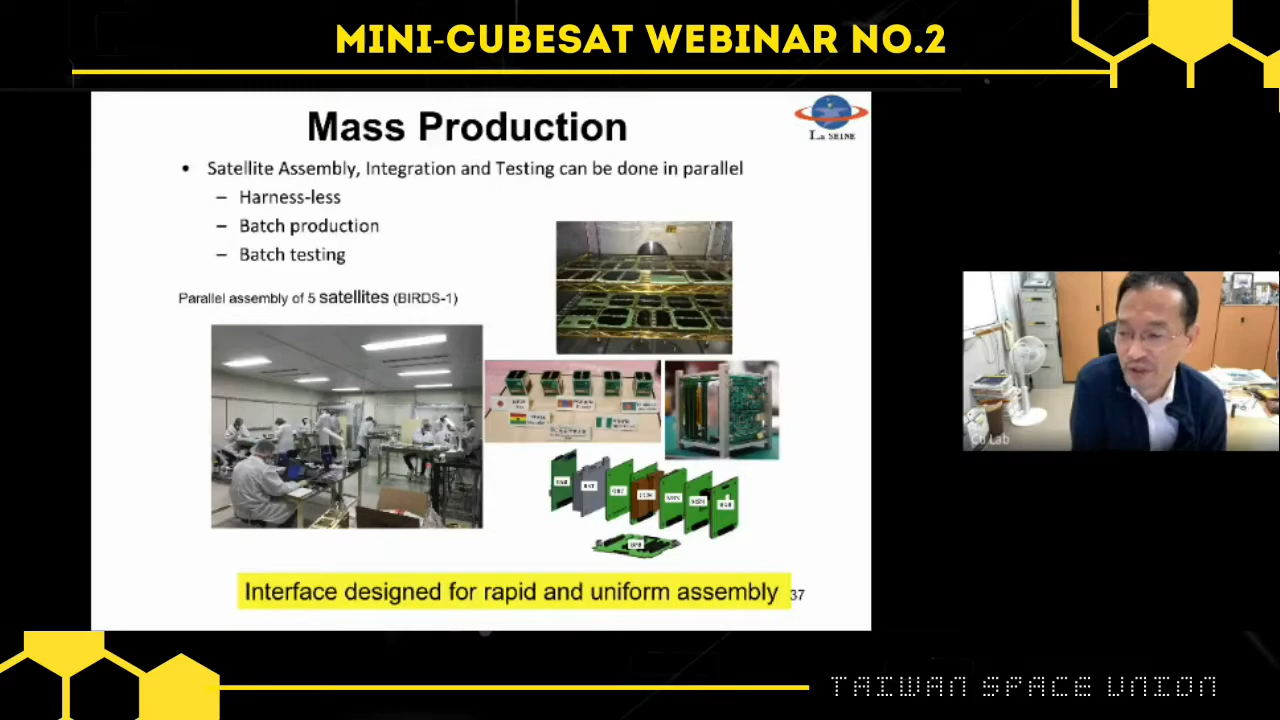 MINI-CUBESAT WEBINAR NO.2
Mass Production
La SEINE
• Satellite Assembly, Integration and Testing can be done in parallel
– Harness-less
– Batch production
– Batch testing
Parallel assembly of 5 satellites (BIRDS-1)
Interface designed for rapid and uniform assembly
37
Lab
TAIWAN SPACE UNION